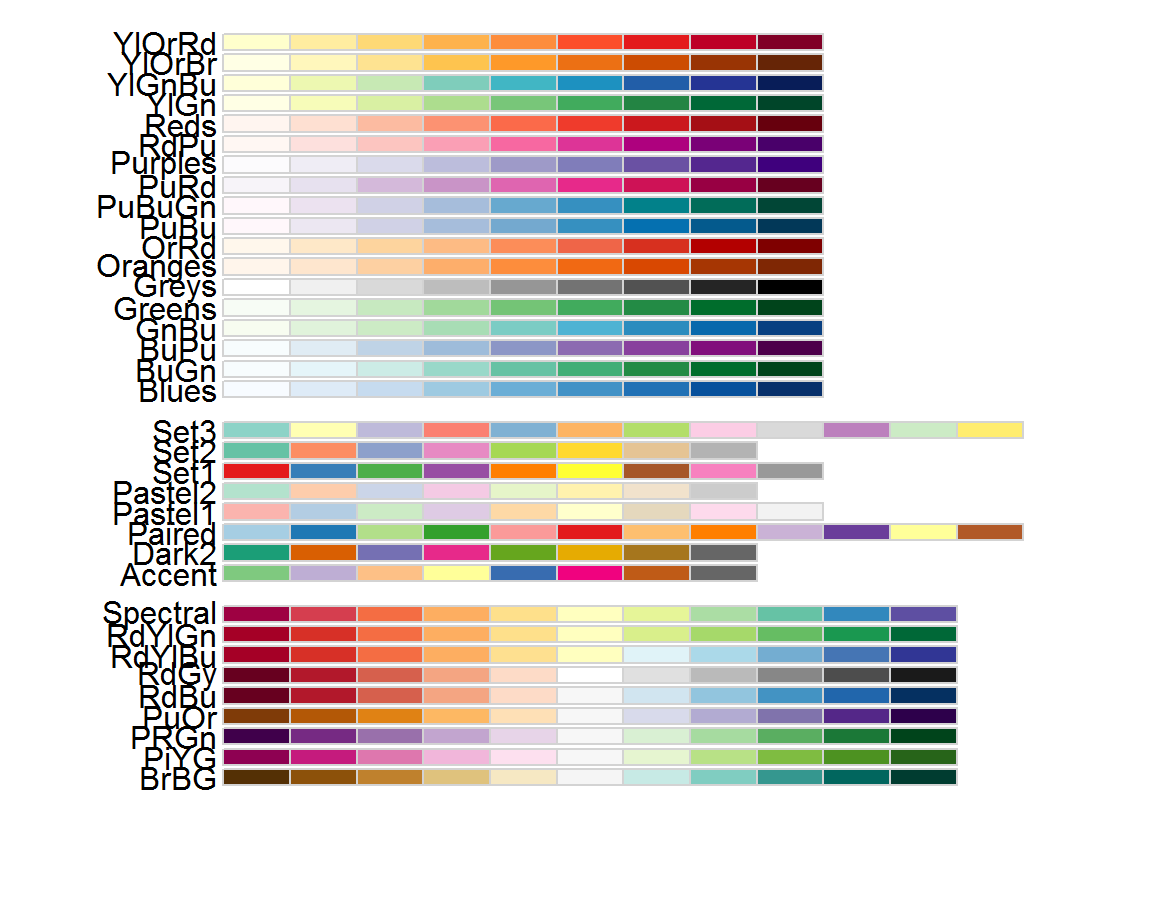 YlOrRd
YlOrBr
YlGnBu
YlGn
Reds
RdPu
Purples
PuRd
PuBuGn
PuBu
OrRd
Oranges
Greys
Greens
GnBu
BuPu
BuGn
Blues
Set3
Set2
Set1
Pastel2
Pastel1
Paired
Dark2
Accent
Spectral
RdYlGn
RdYlBu
RdGy
RdBu
PuOr
PRGn
PiYG
BrBG